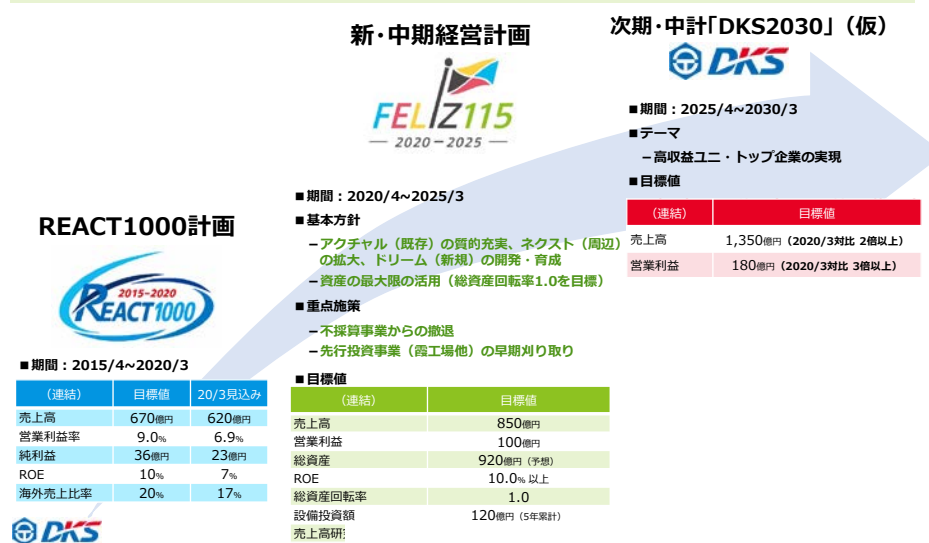 新・中期経営計画
FELIZ115
― 2020－2025 ―
■期間：2020/4~2025/3
■基本方針
－アクチャル（既存）の質的充実、ネクスト（周辺）
の拡大、ドリーム（新規）の開発・育成
－資産の最大限の活用（総資産回転率1.0を目標）
■重点施策
－不採算事業からの撤退
－先行投資事業（霞工場他）の早期刈り取り
■目標値
（連結） 目標値
売上高 850億円
営業利益 100億円
総資産 920億円（予想）
ROE 10.0% 以上
総資産回転率 1.0
設備投資額 120億円（5年累計）
売上高研
次期・中計「DKS2030」（仮）
DKS
■期間：2025/4~2030/3
■テーマ
－高収益ユニ・トップ企業の実現
■目標値
（連結） 目標値
売上高 1,350億円（2020/3対比 2倍以上）
営業利益 180億円（2020/3対比 3倍以上）
REACT1000計画
2015-2020
REACT1000
■期間：2015/4~2020/3
（連結） 目標値 20/3見込み
売上高 670億円 620億円
営業利益率 9.0% 6.9%
純利益 36億円 23億円
ROE 10% 7%
海外売上比率 20% 17%
DKS